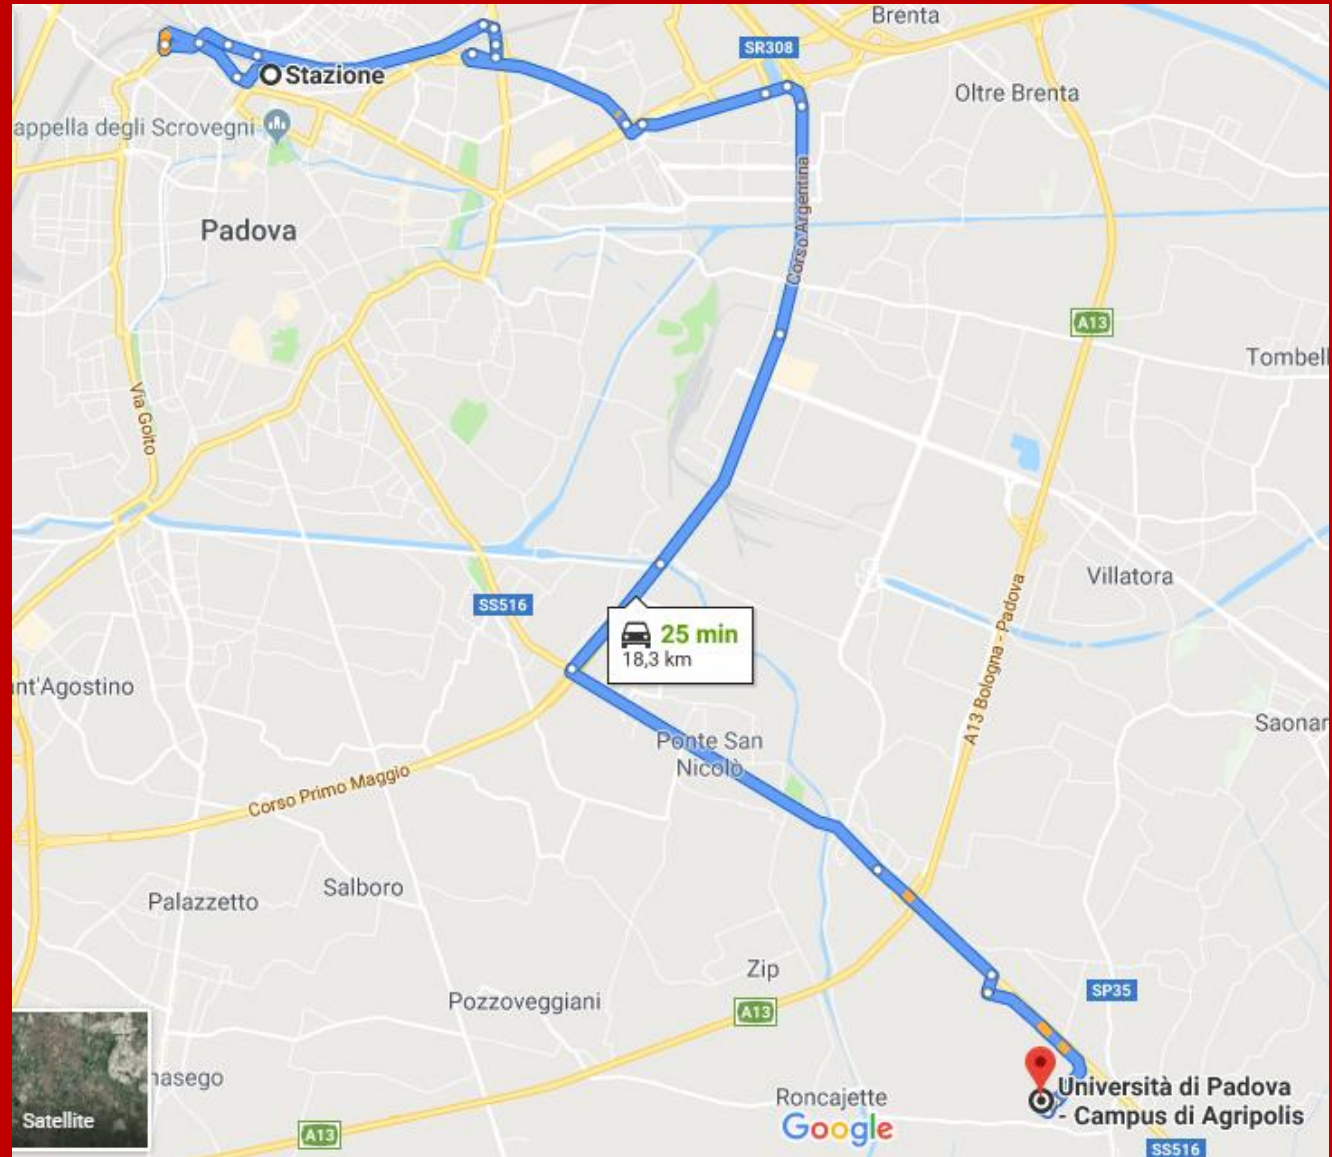 Brenta
SR308
Stazione
Oltre Brenta
appella degli Scrovegni
Corso Argentina
Padova
A13
Tombell
Via Goito
Villatora
SS516
25 min
18,3 km
A13 Bologna - Padova
nt'Agostino
Saonar
Ponte San
Nicolò
Corso Primo Maggio
Salboro
Palazzetto
Zip
SP35
Pozzoveggiani
A13
nasego
Università di Padova
- Campus di Agripolis
Roncajette
Google
Satellite
A13
SS516